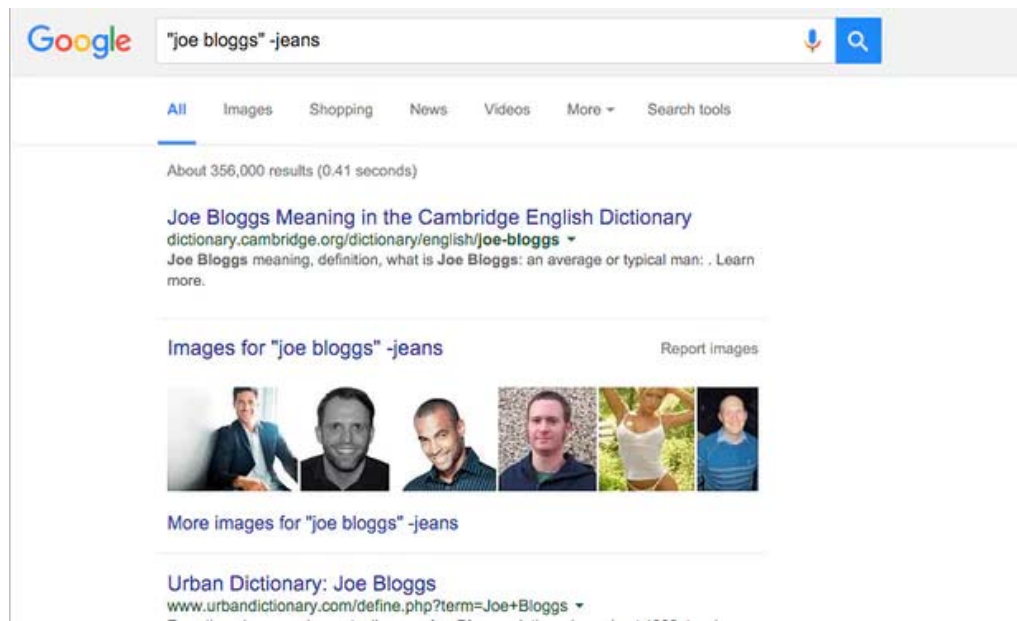 Google
"joe bloggs" -jeans
All Images Shopping News Videos More Search tools
About 356,000 results (0.41 seconds)
Joe Bloggs Meaning in the Cambridge English Dictionary
dictionary.cambridge.org/dictionary/english/joe-bloggs
Joe Bloggs meaning, definition, what is Joe Bloggs: an average or typical man: . Learn
more.
Images for "joe bloggs" -jeans Report images
More images for "joe bloggs" -jeans
Urban Dictionary: Joe Bloggs
www.urbandictionary.com/define.php?term=Joe+Bloggs